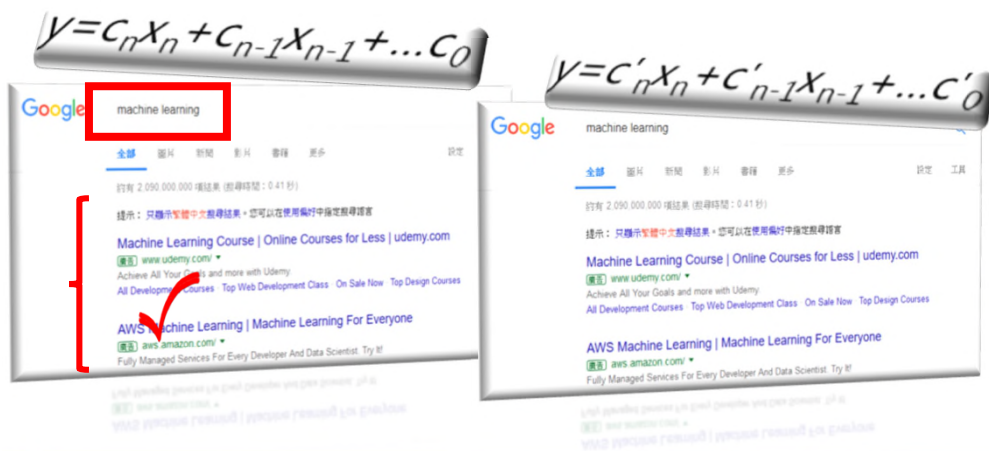 y=cₙxₙ+cₙ₋₁xₙ₋₁+...c₀
Google machine learning
全部 圖片 新聞 影片 書籍 更多 設定
約有 2,090,000,000 項結果 (搜尋時間：0.41 秒)
提示： 只顯示繁體中文搜尋結果。您可以在使用偏好中指定搜尋語言
Machine Learning Course | Online Courses for Less | udemy.com
廣告 www.udemy.com/
Achieve All Your Goals and more with Udemy.
All Development Courses · Top Web Development Class · On Sale Now · Top Design Courses
AWS Machine Learning | Machine Learning For Everyone
廣告 aws.amazon.com/
Fully Managed Services For Every Developer And Data Scientist. Try It!
y=c'ₙxₙ+c'ₙ₋₁xₙ₋₁+...c'₀
Google machine learning
全部 圖片 新聞 影片 書籍 更多 設定 工具
約有 2,090,000,000 項結果 (搜尋時間：0.41 秒)
提示： 只顯示繁體中文搜尋結果。您可以在使用偏好中指定搜尋語言
Machine Learning Course | Online Courses for Less | udemy.com
廣告 www.udemy.com/
Achieve All Your Goals and more with Udemy.
All Development Courses · Top Web Development Class · On Sale Now · Top Design Courses
AWS Machine Learning | Machine Learning For Everyone
廣告 aws.amazon.com/
Fully Managed Services For Every Developer And Data Scientist. Try It!